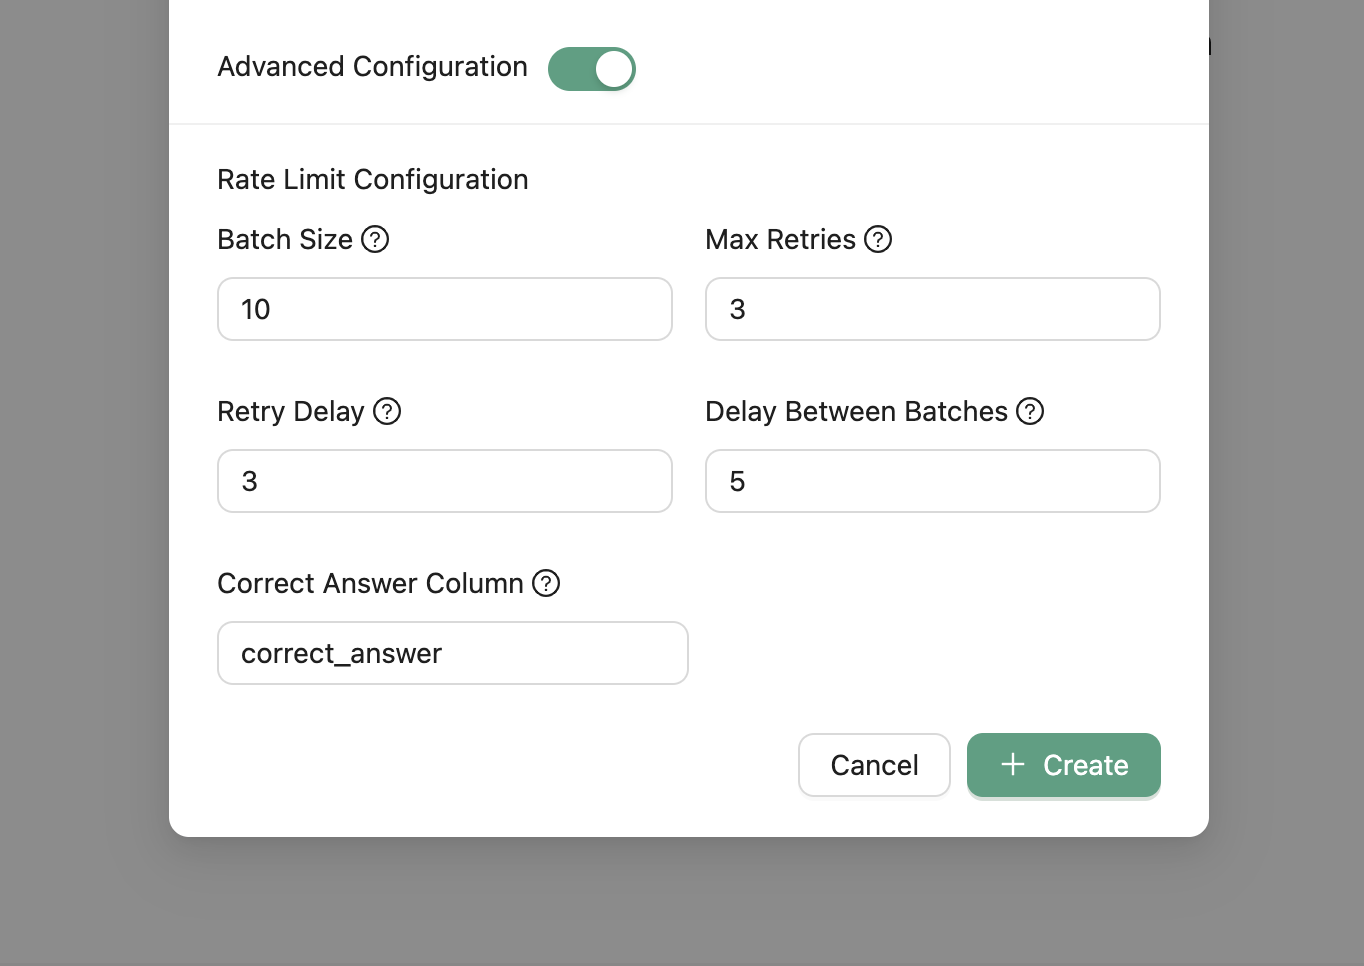 Advanced Configuration
Rate Limit Configuration
Batch Size ?
Max Retries ?
10
3
Retry Delay ?
Delay Between Batches ?
3
5
Correct Answer Column ?
correct_answer
Cancel
+ Create